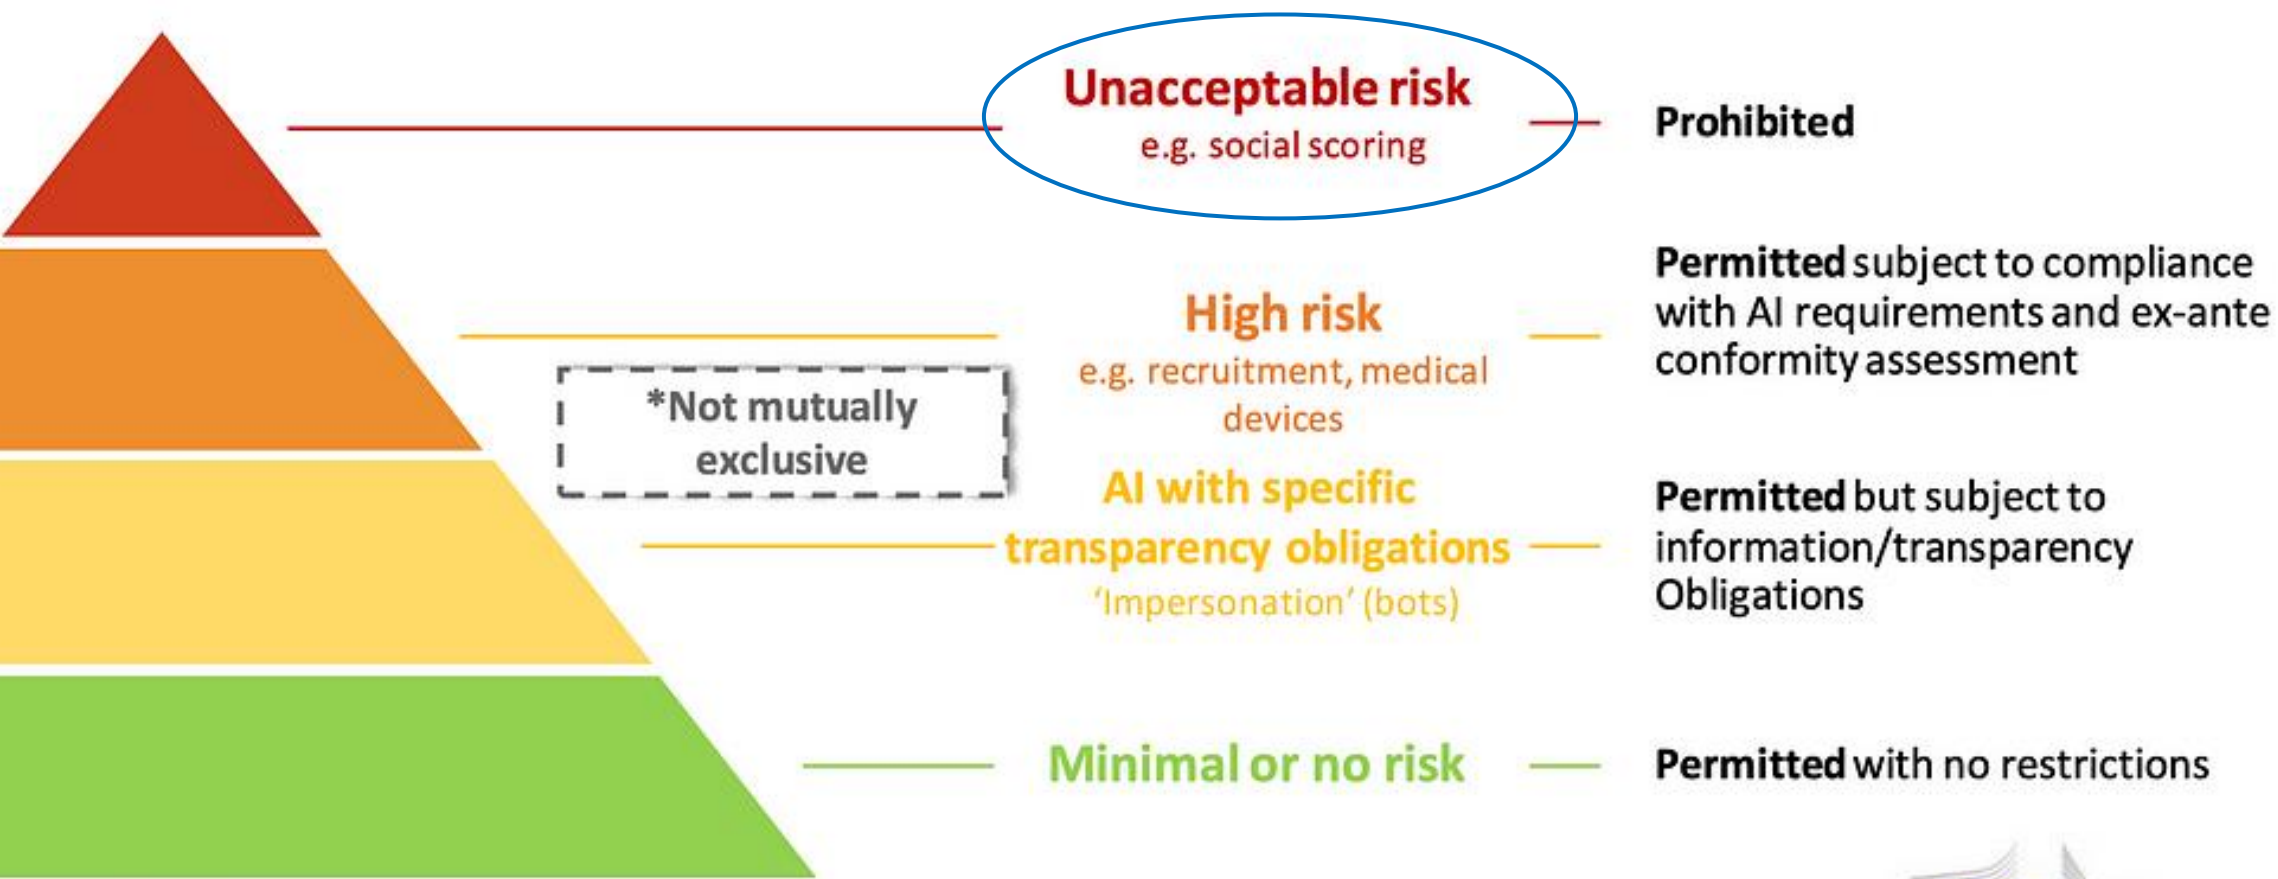 Unacceptable risk
e.g. social scoring
Prohibited
High risk
e.g. recruitment, medical
devices
Permitted subject to compliance
with AI requirements and ex-ante
conformity assessment
*Not mutually
exclusive
AI with specific
transparency obligations
‘Impersonation’ (bots)
Permitted but subject to
information/transparency
Obligations
Minimal or no risk
Permitted with no restrictions